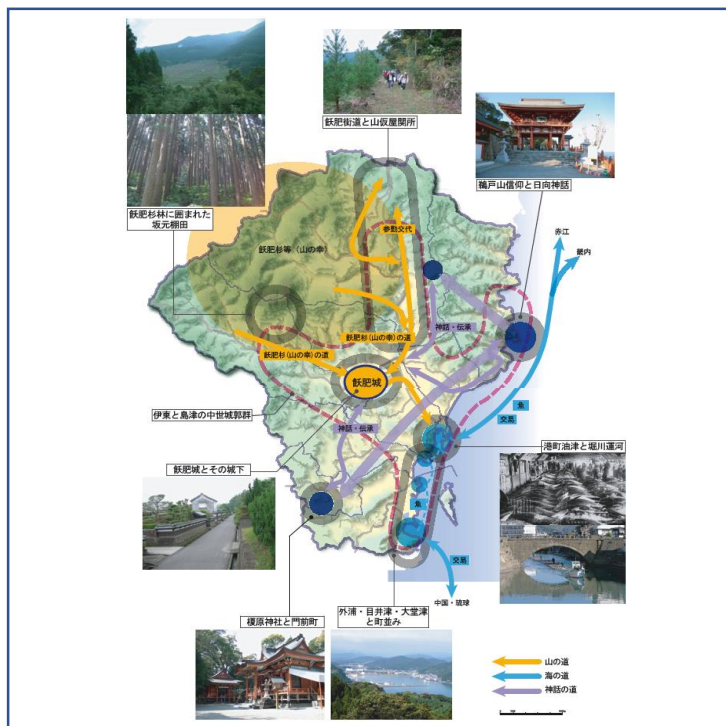 飫肥街道と山仮屋関所
鵜戸山信仰と日向神話
飫肥杉林に囲まれた
坂元棚田
赤江
畿内
参勤交代
飫肥杉等（山の幸）
神話・伝承
飫肥杉(山の幸)の道
飫肥杉(山の幸)の道
飫肥城
魚
交易
伊東と島津の中世城郭群
神話・伝承
港町油津と堀川運河
飫肥城とその城下
魚
交易
中国・琉球
榎原神社と門前町
外浦・目井津・大堂津
と町並み
山の道
海の道
神話の道